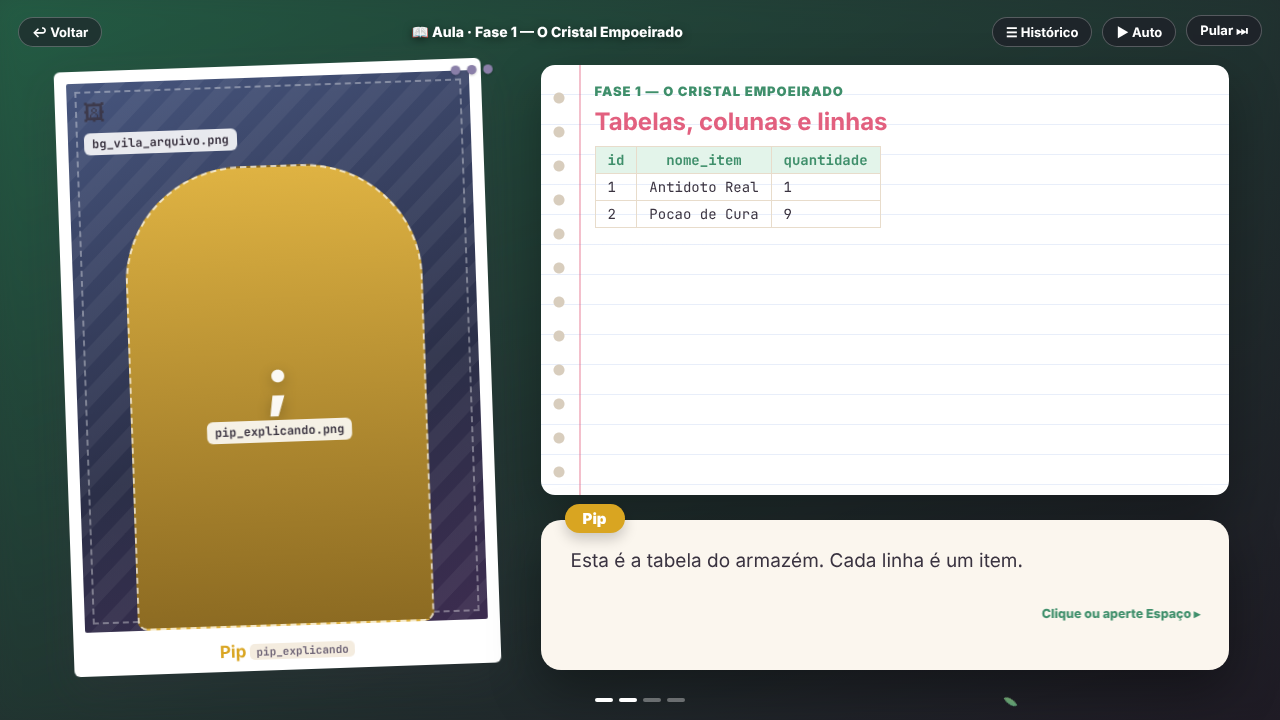 ↩ Voltar
📖 Aula · Fase 1 — O Cristal Empoeirado
☰ Histórico
▶ Auto
Pular ⏭
bg_vila_arquivo.png
;
pip_explicando.png
Pip pip_explicando
FASE 1 — O CRISTAL EMPOEIRADO
Tabelas, colunas e linhas
id nome_item quantidade
1 Antidoto Real 1
2 Pocao de Cura 9
Pip
Esta é a tabela do armazém. Cada linha é um item.
Clique ou aperte Espaço ▸